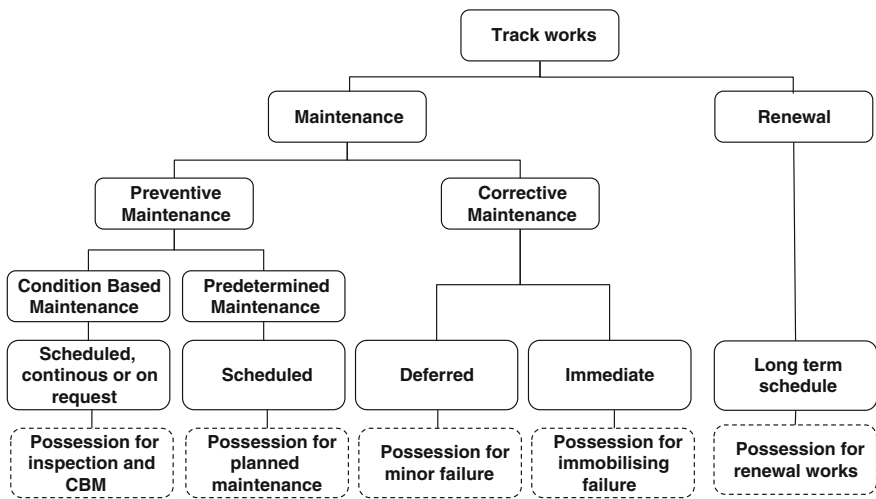 Track works
Maintenance
Renewal
Preventive
Maintenance
Corrective
Maintenance
Condition Based
Maintenance
Predetermined
Maintenance
Scheduled,
continous or on
request
Scheduled
Deferred
Immediate
Long term
schedule
Possession for
inspection and
CBM
Possession for
planned
maintenance
Possession for
minor failure
Possession for
immobilising
failure
Possession for
renewal works